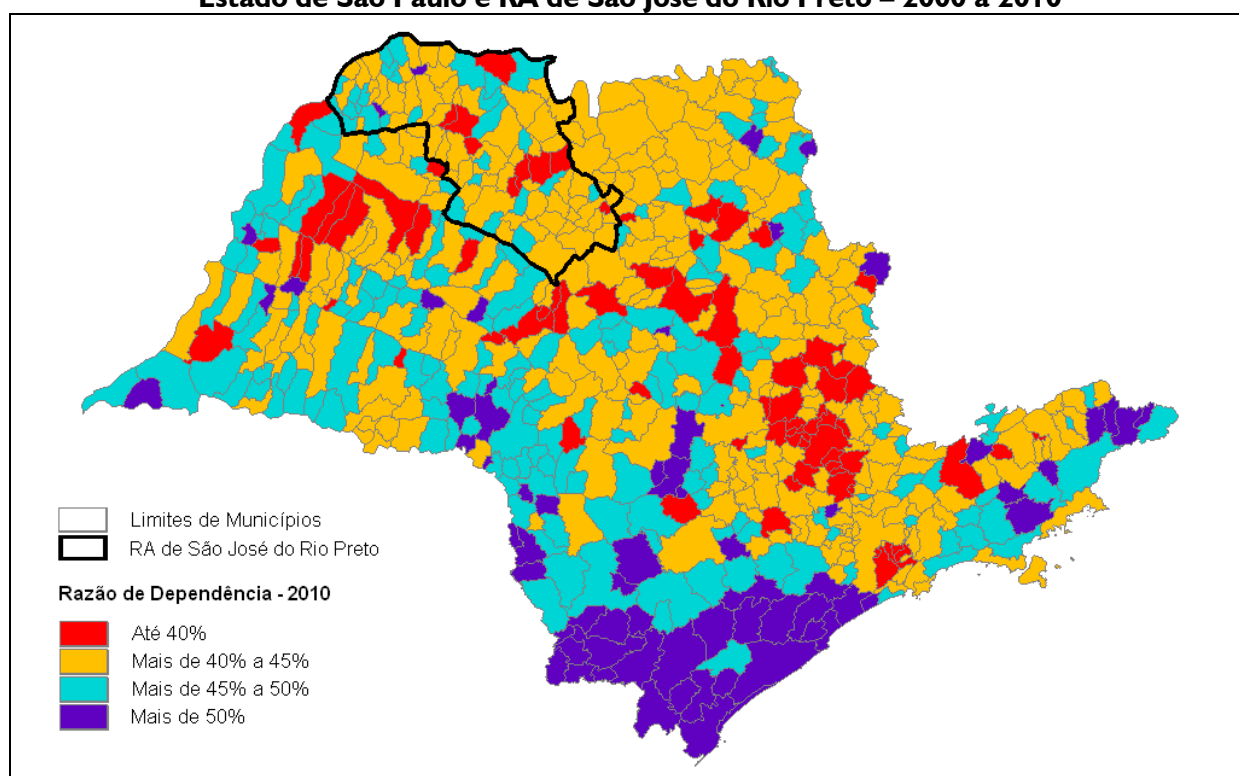 Estado de São Paulo e RA de São José do Rio Preto – 2000 a 2010
Limites de Municípios
RA de São José do Rio Preto
Razão de Dependência - 2010
Até 40%
Mais de 40% a 45%
Mais de 45% a 50%
Mais de 50%